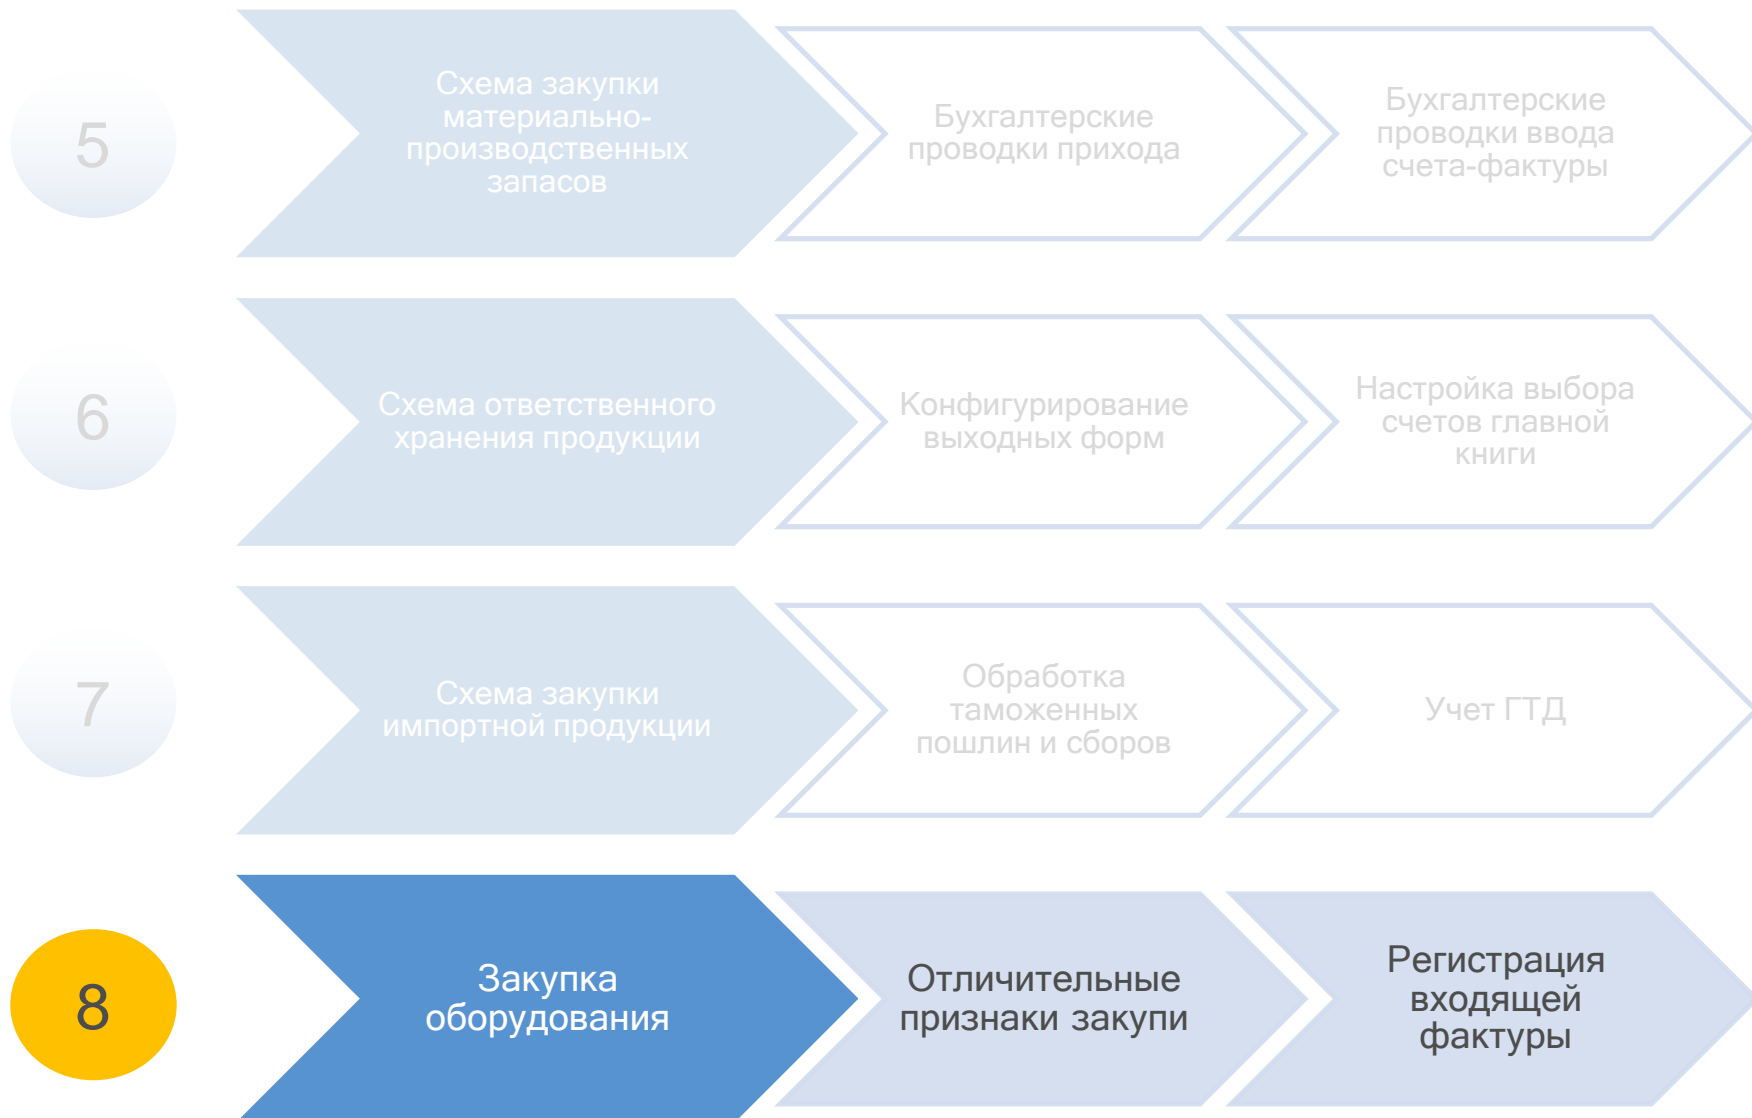 5
Схема закупки
материально-
производственных
запасов
Бухгалтерские
проводки прихода
Бухгалтерские
проводки ввода
счета-фактуры
6
Схема ответственного
хранения продукции
Конфигурирование
выходных форм
Настройка выбора
счетов главной
книги
7
Схема закупки
импортной продукции
Обработка
таможенных
пошлин и сборов
Учет ГТД
8
Закупка
оборудования
Отличительные
признаки закупи
Регистрация
входящей
фактуры